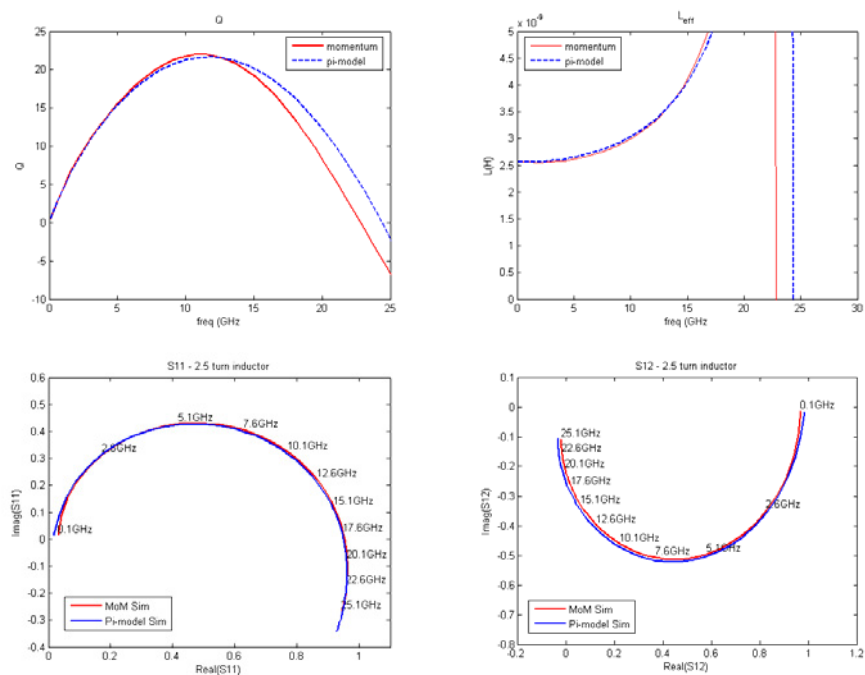 Q
25
20
15
10
5
0
-5
-10
0
5
10
15
20
25
Q
freq (GHz
momentum
pi-model
x 10^-9
L_eff
5
4.5
4
3.5
3
2.5
2
1.5
1
0.5
0
0
5
10
15
20
25
30
L(H)
freq (GHz
momentum
pi-model
S11 - 2.5 turn inductor
0.6
0.5
0.4
0.3
0.2
0.1
0
-0.1
-0.2
-0.3
-0.4
0
0.2
0.4
0.6
0.8
1
Imag(S11)
Real(S11)
0.1GHz
2.6GHz
5.1GHz
7.6GHz
10.1GHz
12.6GHz
15.1GHz
17.6GHz
20.1GHz
22.6GHz
25.1GHz
MoM Sim
Pi-model Sim
S12 - 2.5 turn inductor
0.1
0
-0.1
-0.2
-0.3
-0.4
-0.5
-0.6
-0.7
-0.8
-0.2
0
0.2
0.4
0.6
0.8
1
1.2
Imag(S12)
Real(S12)
0.1GHz
25.1GHz
22.6GHz
20.1GHz
17.6GHz
15.1GHz
12.6GHz
10.1GHz
7.6GHz
5.1GHz
2.6GHz
MoM Sim
Pi-model Sim